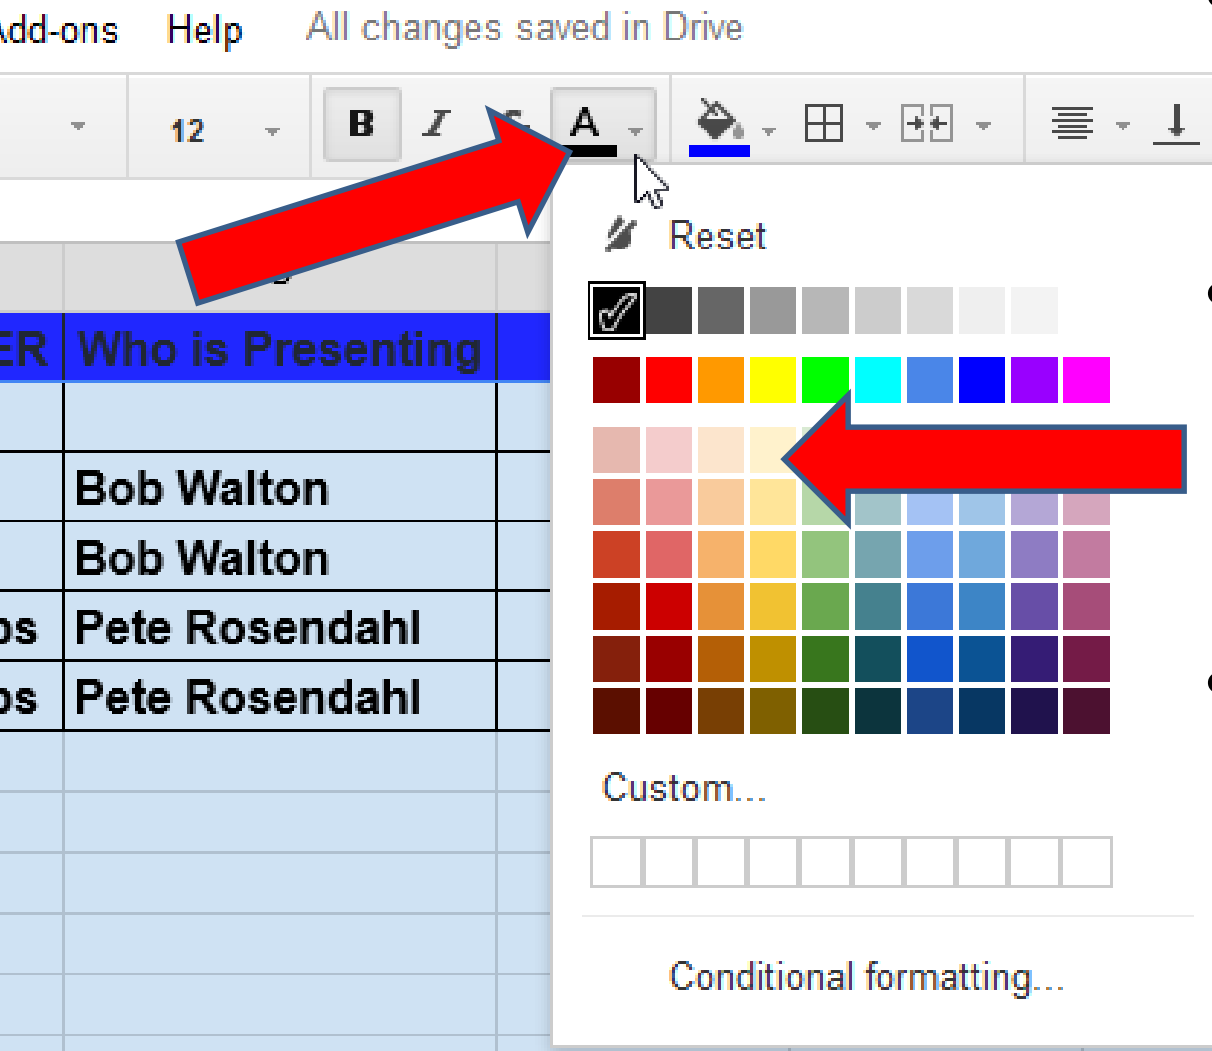 Add-ons Help All changes saved in Drive
12 B I S A
Reset
ER Who is Presenting
Bob Walton
Bob Walton
os Pete Rosendahl
os Pete Rosendahl
Custom...
Conditional formatting...